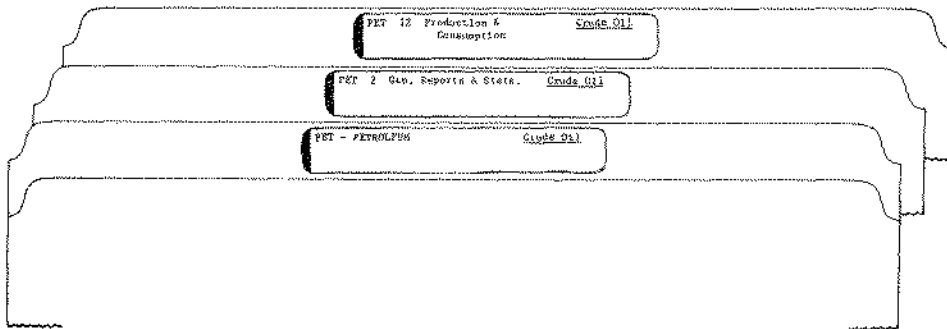 PET 12 Production & Crude Oil
Consumption
PET 2 Gen. Reports & Stats. Crude Oil
PET - PETROLEUM Crude Oil